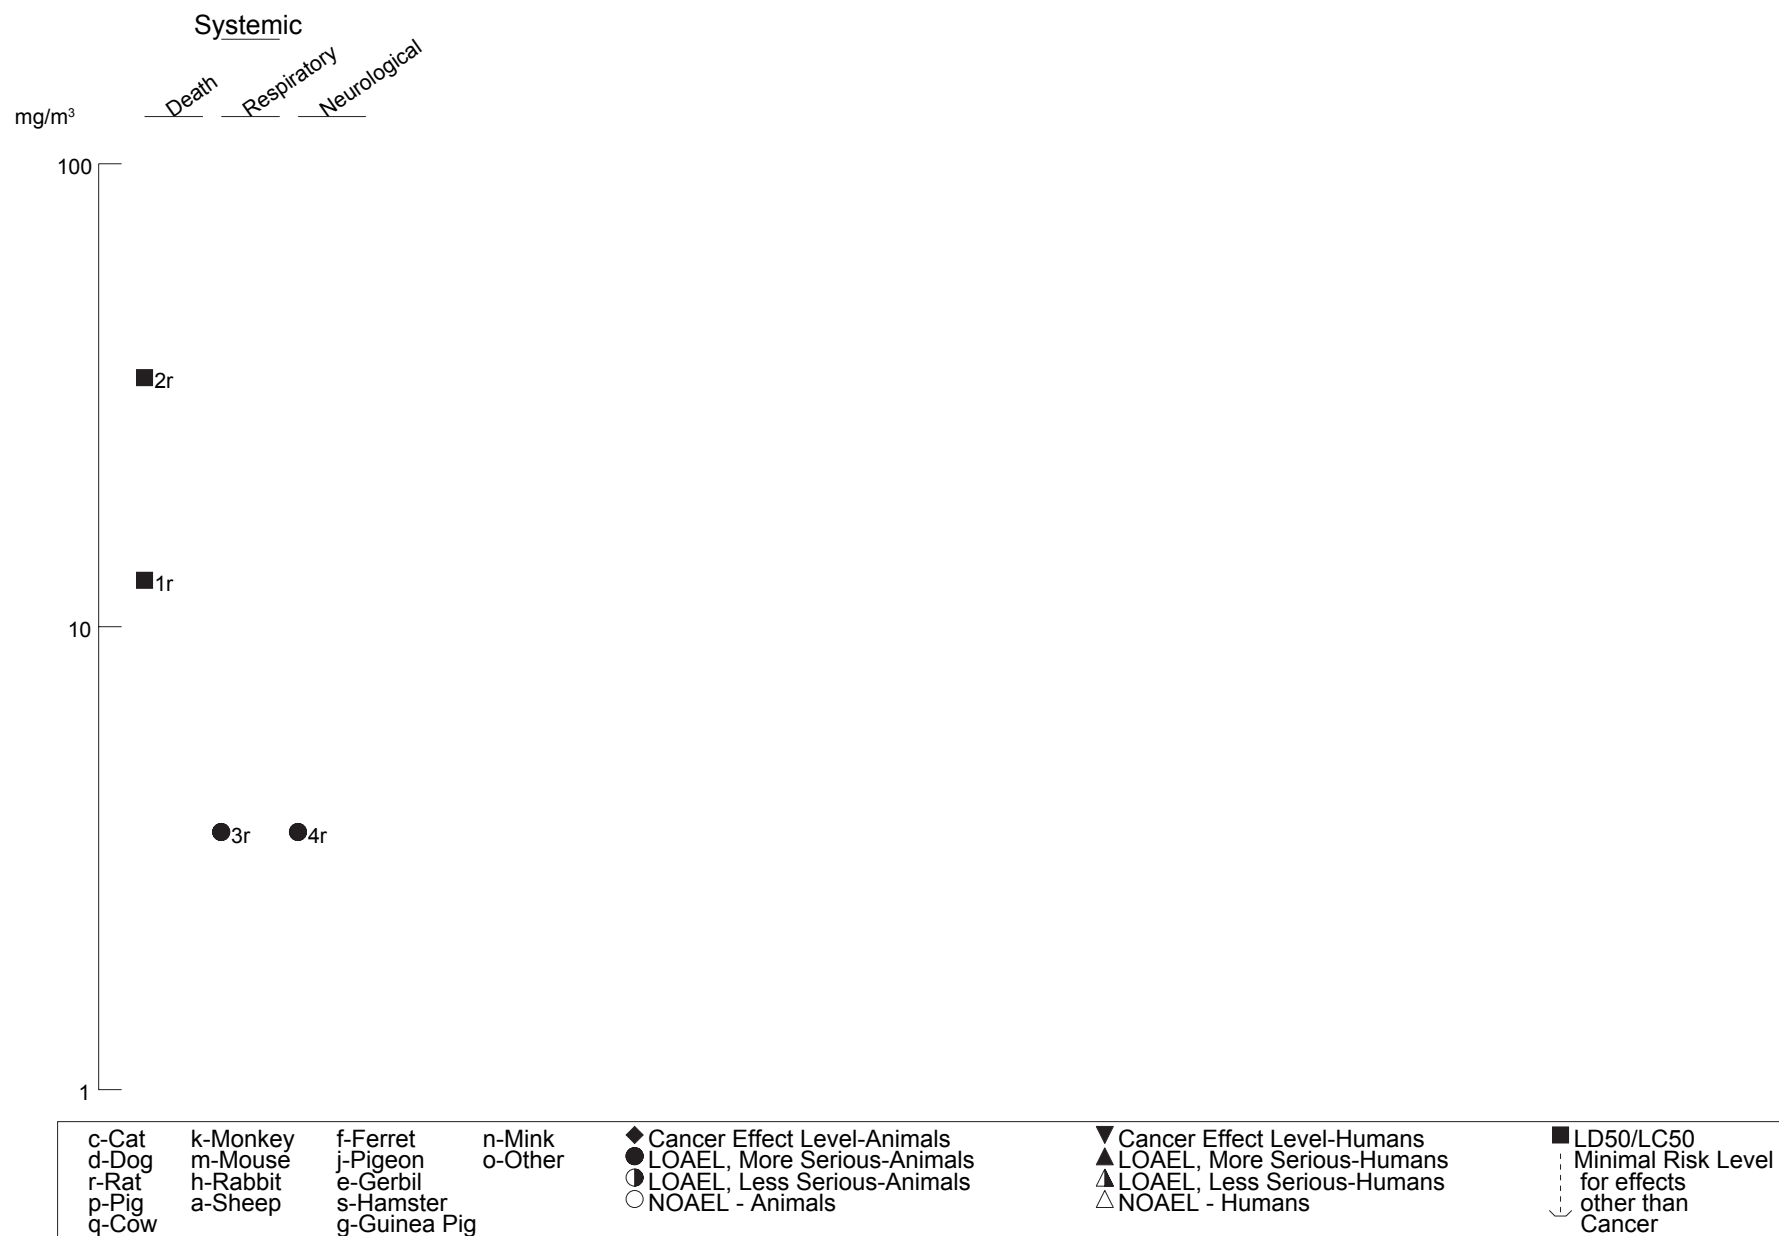 Systemic
Death
Respiratory
Neurological
mg/m³
100
2r
1r
10
3r
4r
1
c-Cat k-Monkey f-Ferret n-Mink
d-Dog m-Mouse j-Pigeon o-Other
r-Rat h-Rabbit e-Gerbil
p-Pig a-Sheep s-Hamster
q-Cow g-Guinea Pig
Cancer Effect Level-Animals
LOAEL, More Serious-Animals
LOAEL, Less Serious-Animals
NOAEL - Animals
Cancer Effect Level-Humans
LOAEL, More Serious-Humans
LOAEL, Less Serious-Humans
NOAEL - Humans
LD50/LC50
Minimal Risk Level
for effects
other than
Cancer